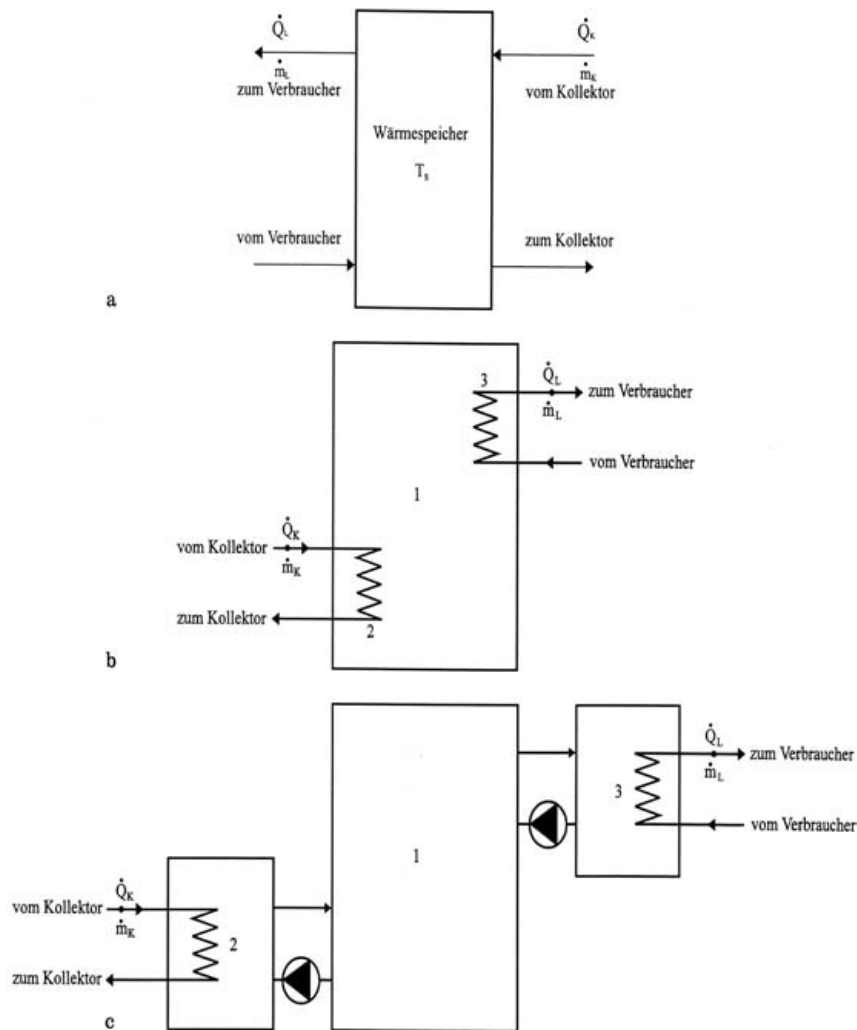 Q̇L Q̇K
ṁL ṁK
zum Verbraucher vom Kollektor
Wärmespeicher
Ts
vom Verbraucher zum Kollektor
a
3 Q̇L zum Verbraucher
ṁL
vom Verbraucher
1
Q̇K
vom Kollektor
ṁK
zum Kollektor
2
b
Q̇L
zum Verbraucher
ṁL
3
vom Verbraucher
1
Q̇K
vom Kollektor
ṁK
2
zum Kollektor
c